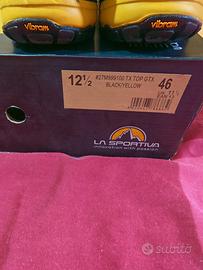 vibram
vibram
12½
#27M999100 TX TOP GTX
BLACK/YELLOW
46
LA SPORTIVA
innovation with passion
subito